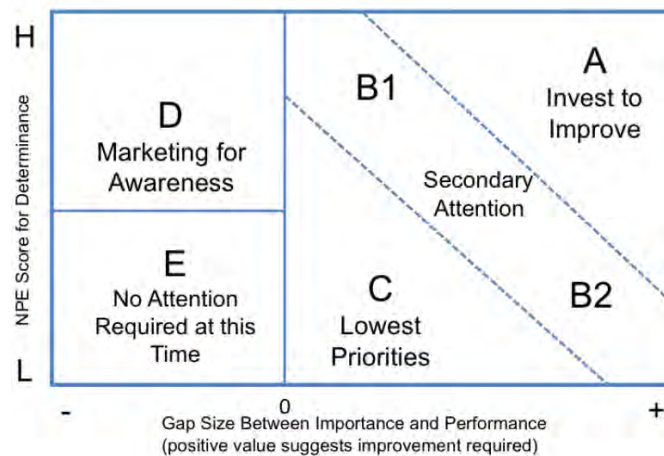 H
NPE Score for Determinance
L
D
Marketing for
Awareness
E
No Attention
Required at this
Time
B1
A
Invest to
Improve
Secondary
Attention
C
Lowest
Priorities
B2
-
0
+
Gap Size Between Importance and Performance
(positive value suggests improvement required)